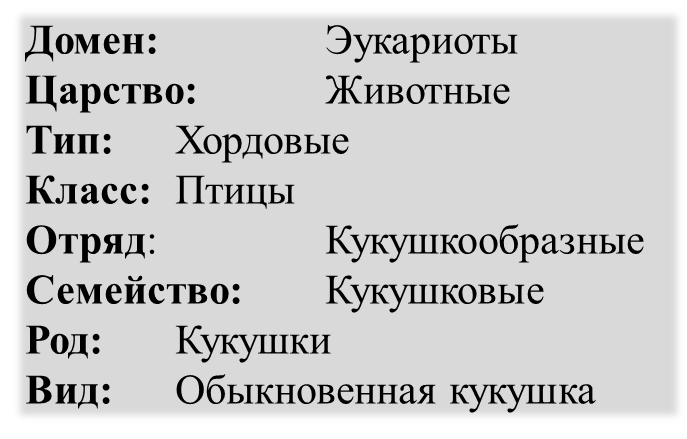 Домен: Эукариоты
Царство: Животные
Тип: Хордовые
Класс: Птицы
Отряд: Кукушкообразные
Семейство: Кукушковые
Род: Кукушки
Вид: Обыкновенная кукушка